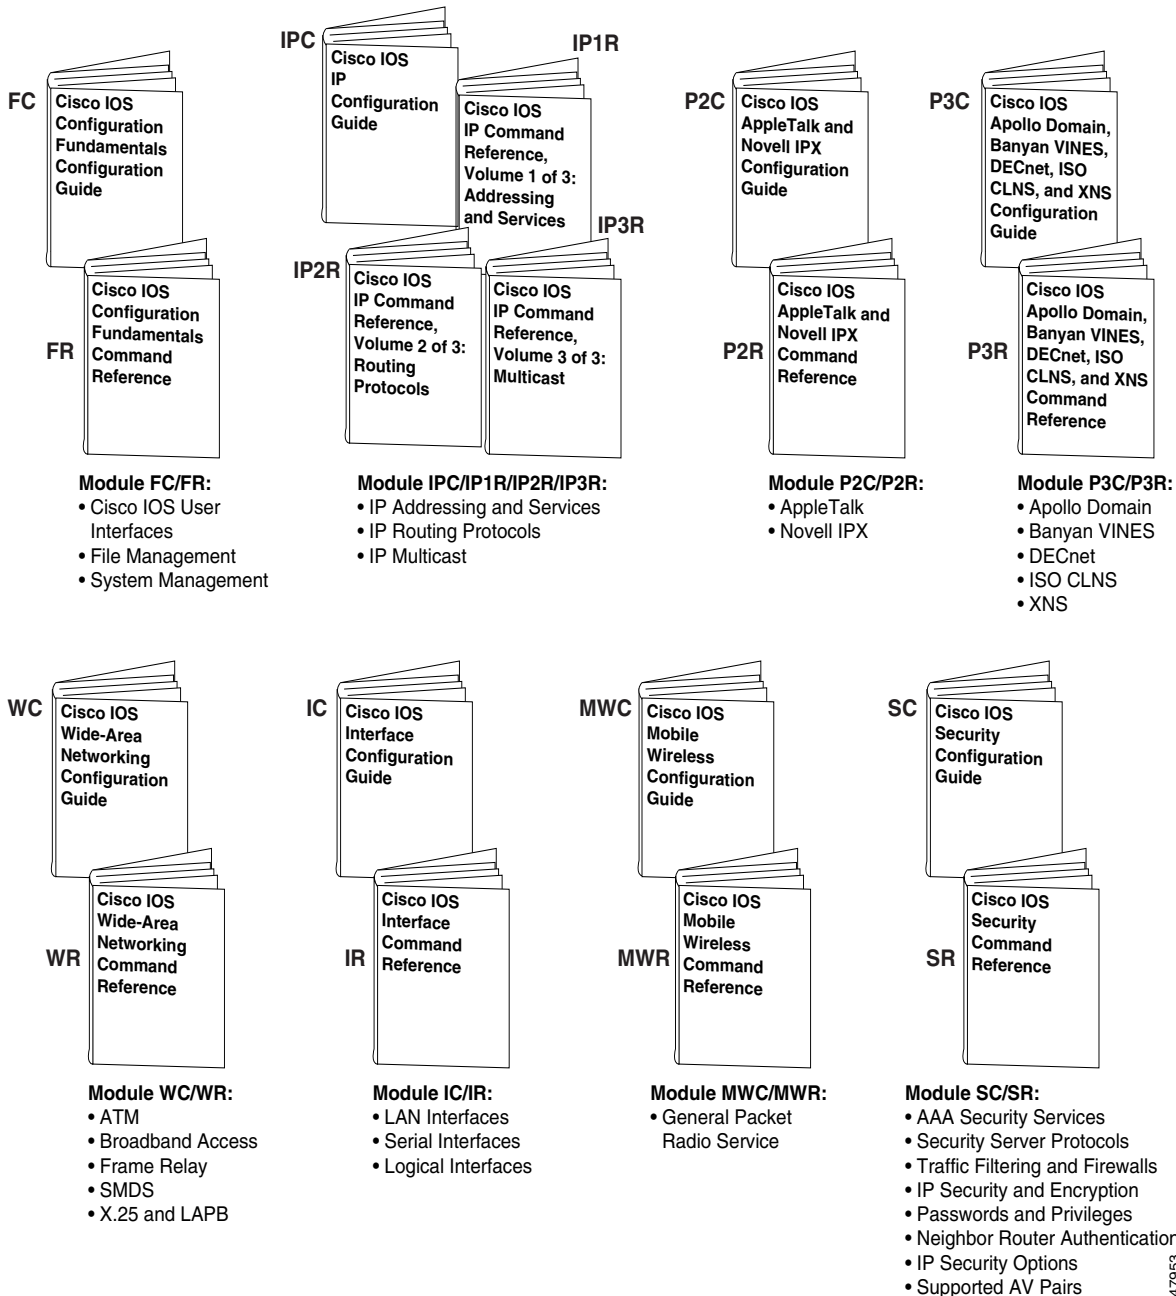 FC
Cisco IOS
Configuration
Fundamentals
Configuration
Guide
FR
Cisco IOS
Configuration
Fundamentals
Command
Reference
Module FC/FR:
• Cisco IOS User
Interfaces
• File Management
• System Management
IPC
Cisco IOS
IP
Configuration
Guide
IP1R
Cisco IOS
IP Command
Reference,
Volume 1 of 3:
Addressing
and Services
IP2R
Cisco IOS
IP Command
Reference,
Volume 2 of 3:
Routing
Protocols
IP3R
Cisco IOS
IP Command
Reference,
Volume 3 of 3:
Multicast
Module IPC/IP1R/IP2R/IP3R:
• IP Addressing and Services
• IP Routing Protocols
• IP Multicast
P2C
Cisco IOS
AppleTalk and
Novell IPX
Configuration
Guide
P2R
Cisco IOS
AppleTalk and
Novell IPX
Command
Reference
Module P2C/P2R:
• AppleTalk
• Novell IPX
P3C
Cisco IOS
Apollo Domain,
Banyan VINES,
DECnet, ISO
CLNS, and XNS
Configuration
Guide
P3R
Cisco IOS
Apollo Domain,
Banyan VINES,
DECnet, ISO
CLNS, and XNS
Command
Reference
Module P3C/P3R:
• Apollo Domain
• Banyan VINES
• DECnet
• ISO CLNS
• XNS
WC
Cisco IOS
Wide-Area
Networking
Configuration
Guide
WR
Cisco IOS
Wide-Area
Networking
Command
Reference
Module WC/WR:
• ATM
• Broadband Access
• Frame Relay
• SMDS
• X.25 and LAPB
IC
Cisco IOS
Interface
Configuration
Guide
IR
Cisco IOS
Interface
Command
Reference
Module IC/IR:
• LAN Interfaces
• Serial Interfaces
• Logical Interfaces
MWC
Cisco IOS
Mobile
Wireless
Configuration
Guide
MWR
Cisco IOS
Mobile
Wireless
Command
Reference
Module MWC/MWR:
• General Packet
Radio Service
SC
Cisco IOS
Security
Configuration
Guide
SR
Cisco IOS
Security
Command
Reference
Module SC/SR:
• AAA Security Services
• Security Server Protocols
• Traffic Filtering and Firewalls
• IP Security and Encryption
• Passwords and Privileges
• Neighbor Router Authentication
• IP Security Options
• Supported AV Pairs
47953